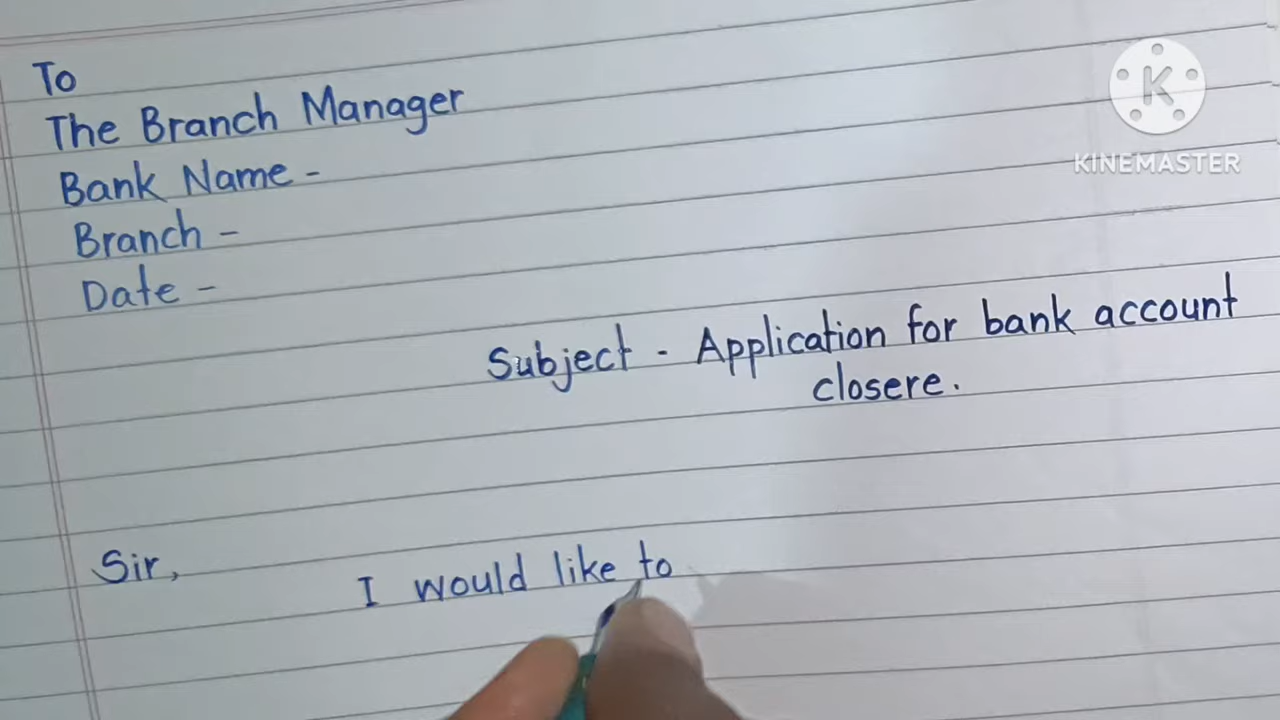 To
The Branch Manager
Bank Name -
Branch -
Date -
Subject - Application for bank account
closere.
Sir,
I would like to
K
KINEMASTER